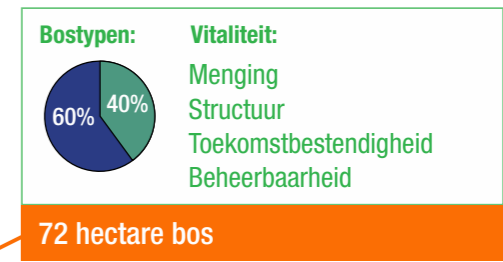 Bostypen:
60%
40%
Vitaliteit:
Menging
Structuur
Toekomstbestendigheid
Beheerbaarheid
72 hectare bos